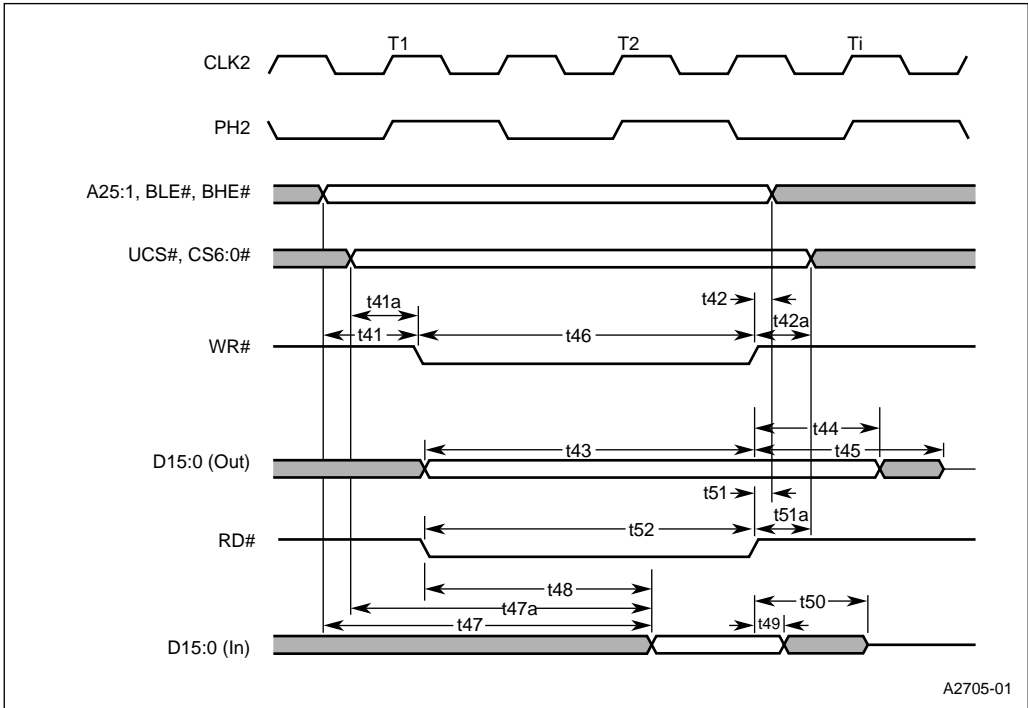 T1 T2 Ti
CLK2
PH2
A25:1, BLE#, BHE#
UCS#, CS6:0#
t41a t42 t42a
t41 t46
WR#
t44
t43 t45
D15:0 (Out)
t51 t51a
t52
RD#
t48
t47a t50
t47 t49
D15:0 (In)
A2705-01